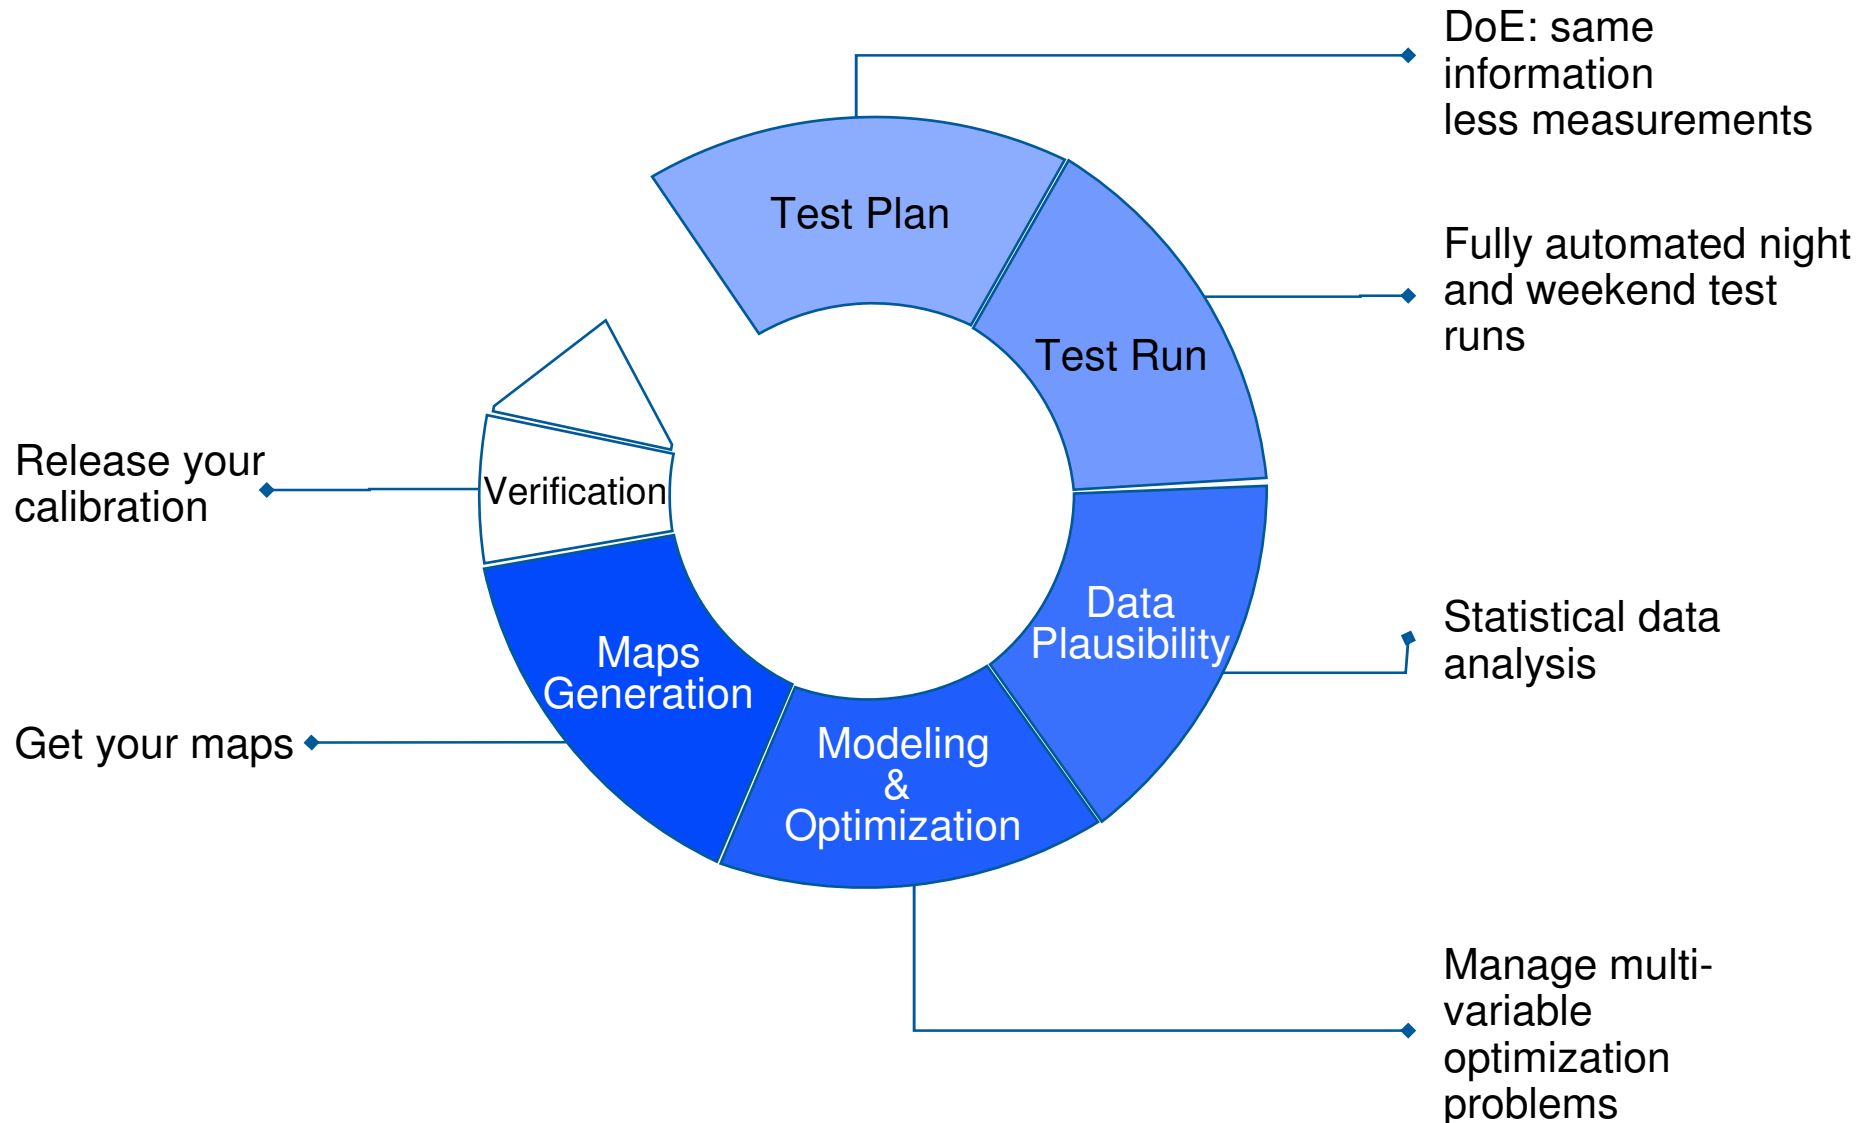 DoE: same
information
less measurements
Test Plan
Fully automated night
and weekend test
runs
Test Run
Release your
calibration
Verification
Data
Plausibility
Statistical data
analysis
Maps
Generation
Get your maps
Modeling
&
Optimization
Manage multi-
variable
optimization
problems